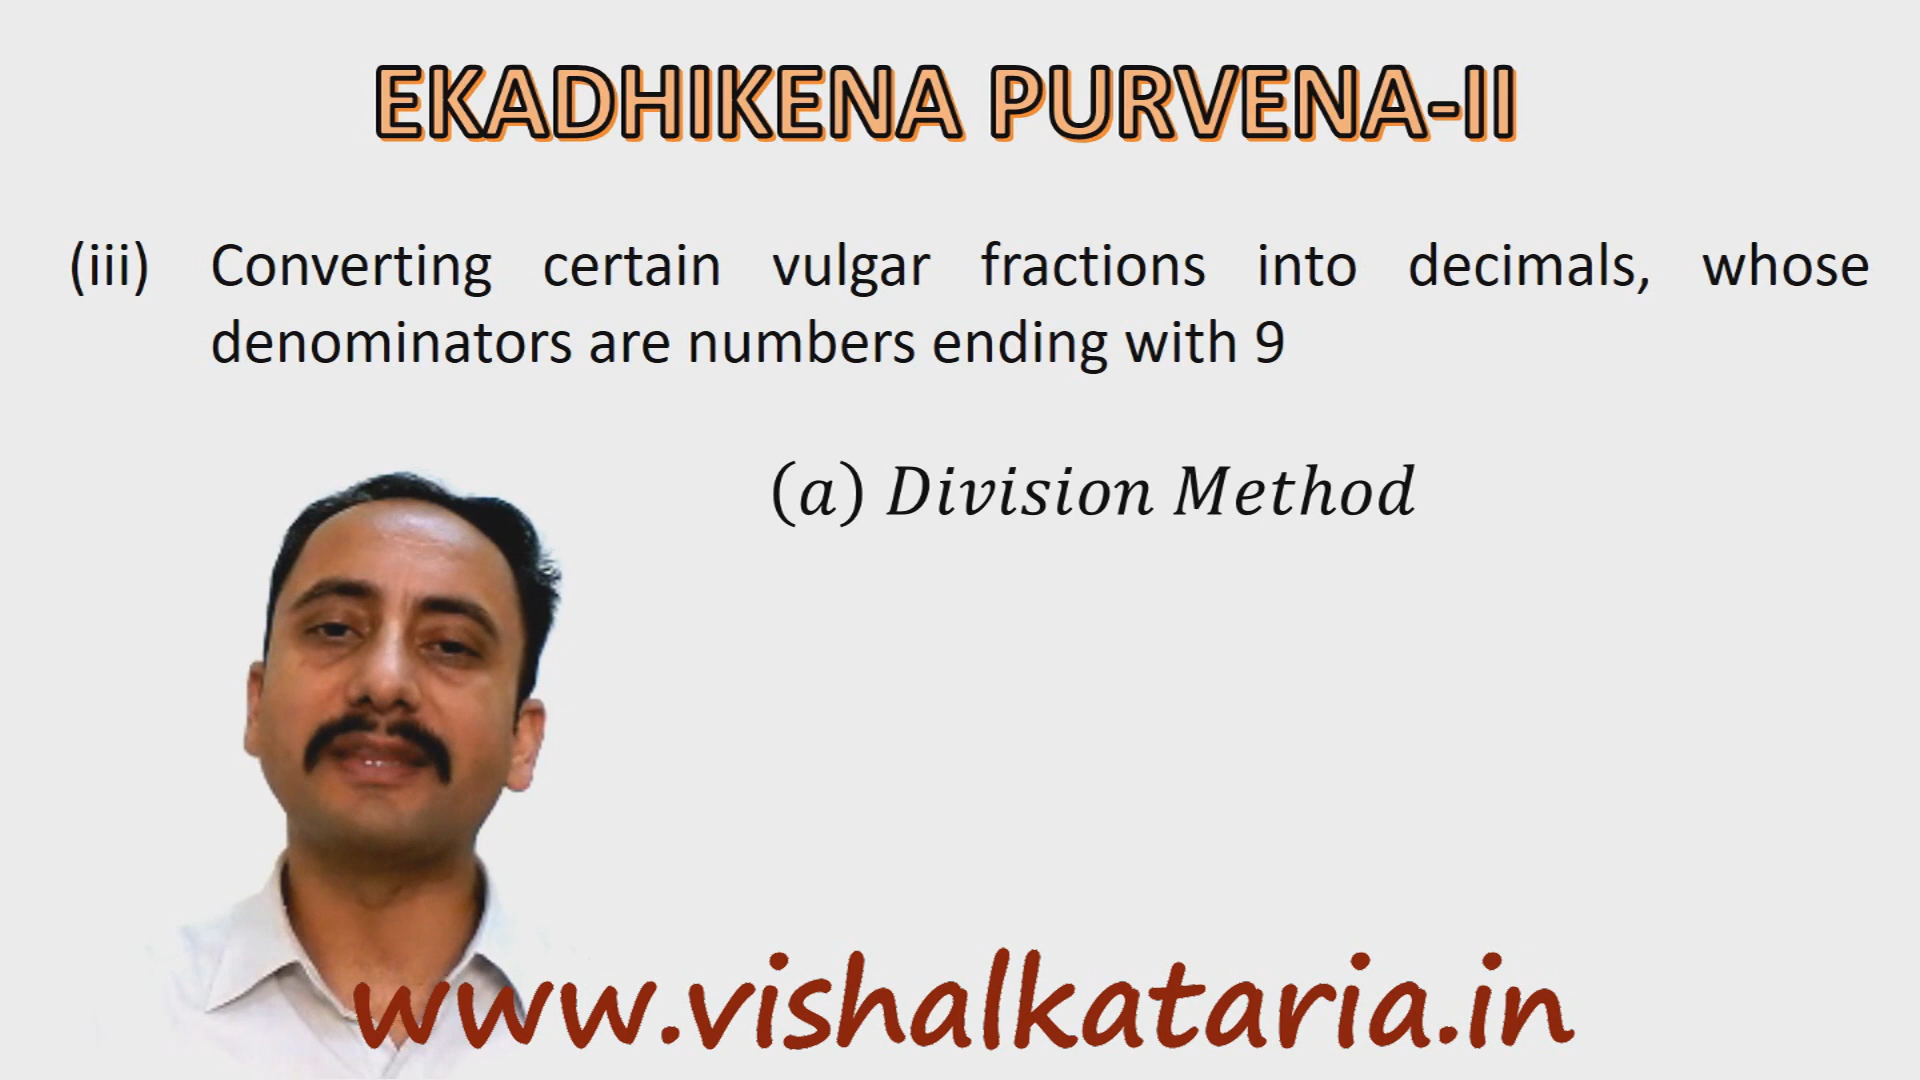 EKADHIKENA PURVENA-II
(iii) Converting certain vulgar fractions into decimals, whose
denominators are numbers ending with 9
(a) Division Method
www.vishalkataria.in